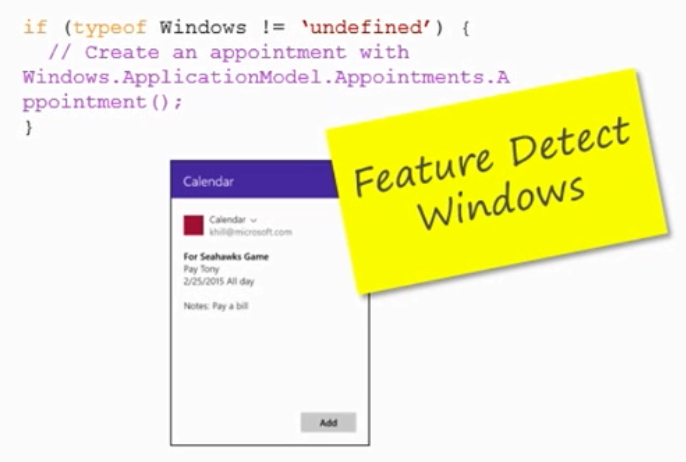 if (typeof Windows != ‘undefined’) {
// Create an appointment with
Windows.ApplicationModel.Appointments.A
ppointment();
}
Feature Detect
Windows
Calendar
Calendar
khill@microsoft.com
For Seahawks Game
Pay Tony
2/25/2015 All day
Notes: Pay a bill
Add